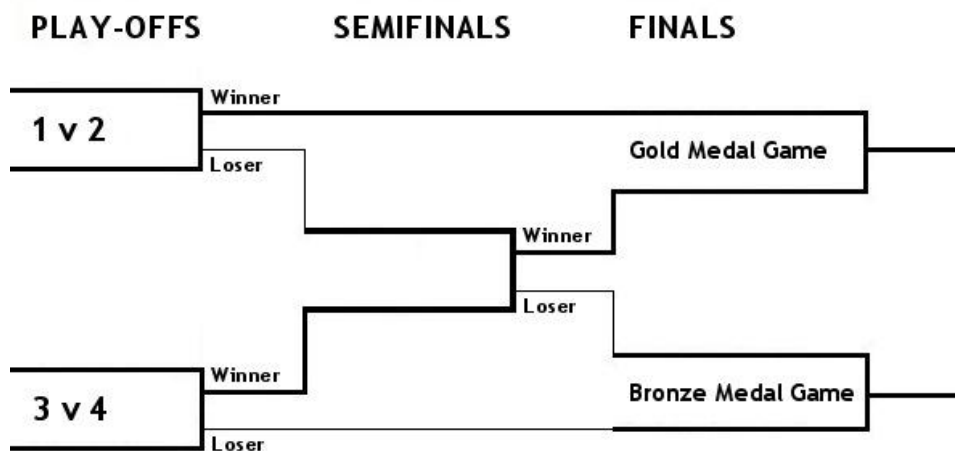 PLAY-OFFS SEMIFINALS FINALS
Winner
1 v 2
Loser
Gold Medal Game
Winner
Loser
Winner
3 v 4
Loser
Bronze Medal Game